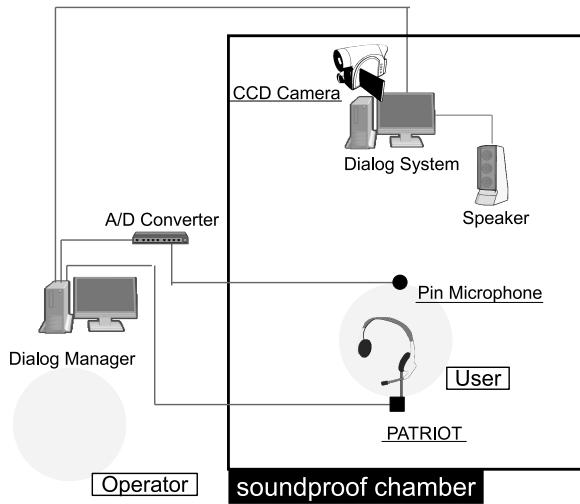 CCD Camera
Dialog System
Speaker
A/D Converter
Pin Microphone
Dialog Manager
User
PATRIOT
Operator
soundproof chamber